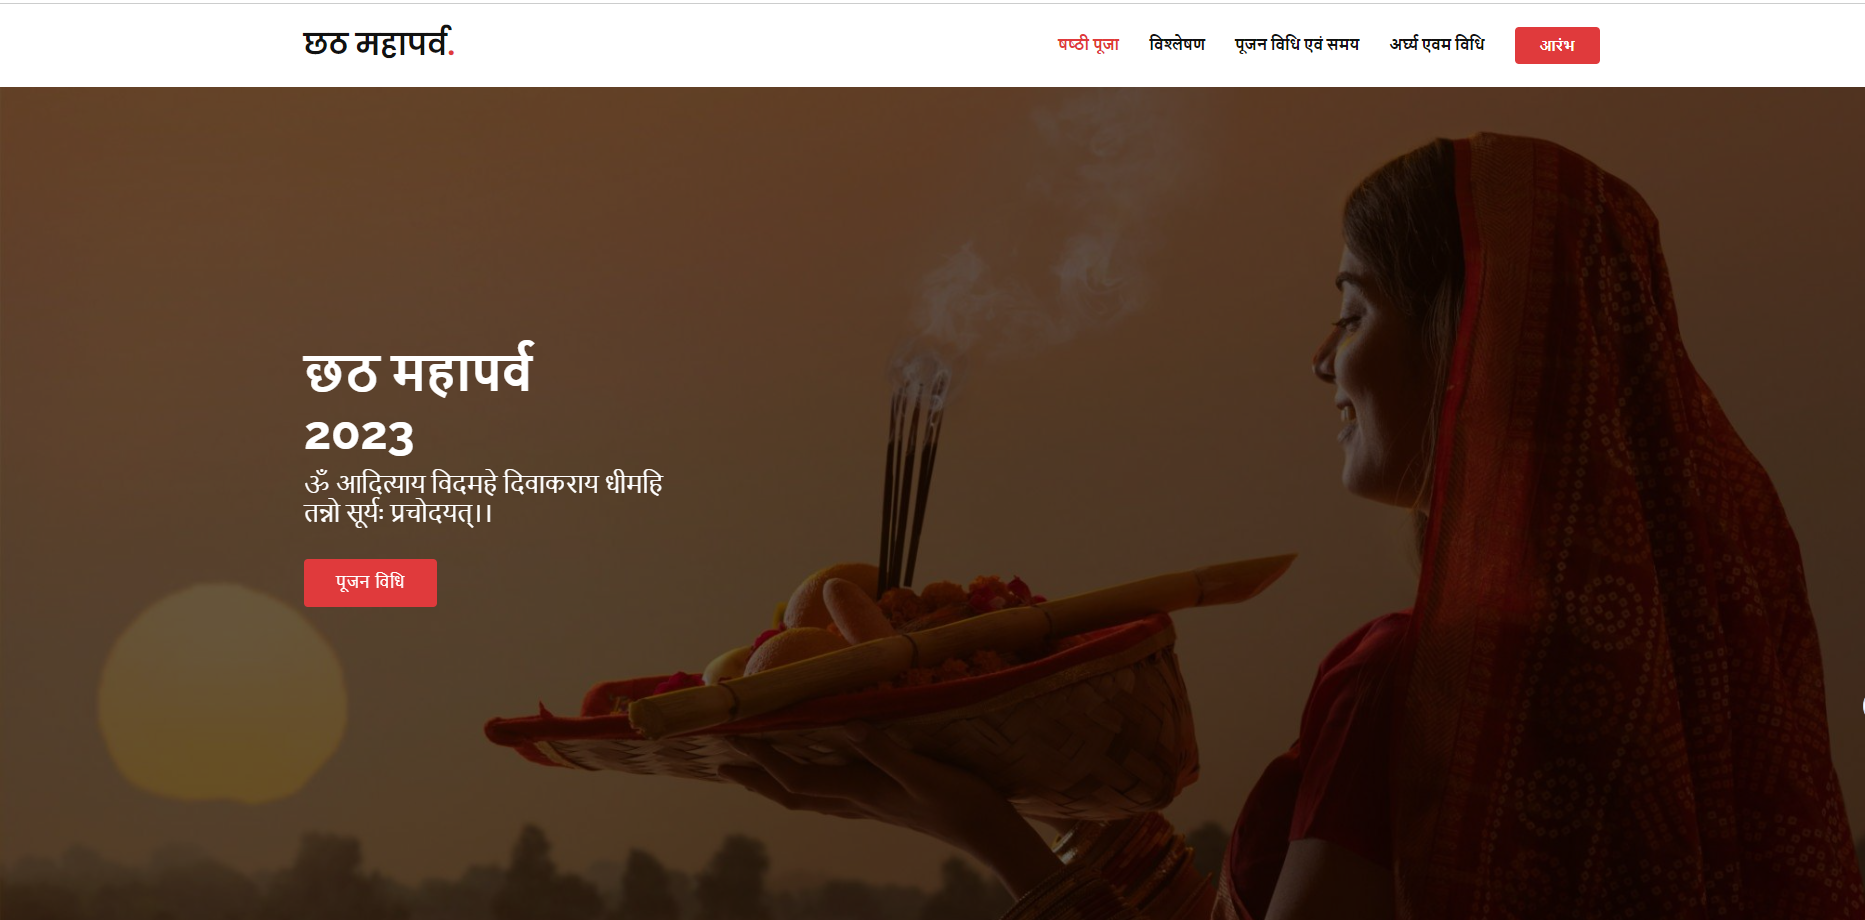 छठ महापर्व.
षष्ठी पूजा
विश्लेषण
पूजन विधि एवं समय
अर्घ्य एवम विधि
आरंभ
छठ महापर्व
2023
ॐ आदित्याय विदमहे दिवाकराय धीमहि
तन्नो सूर्यः प्रचोदयत्।।
पूजन विधि